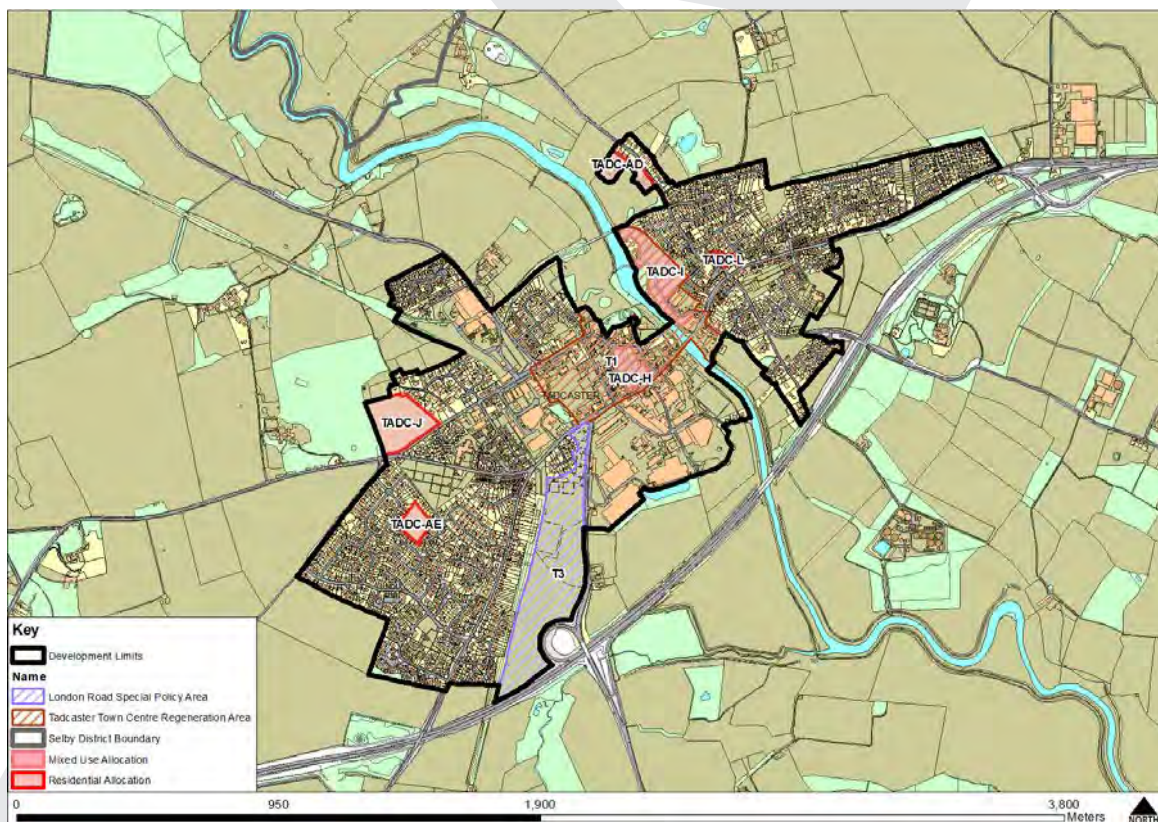 TADC-AD
TADC-I
TADC-L
T1
TADC-H
TADC-J
TADC-AE
T3
Key
Development Limits
Name
London Road Special Policy Area
Tadcaster Town Centre Regeneration Area
Selby District Boundary
Mixed Use Allocation
Residential Allocation
0 950 1,900 3,800
Meters
NORTH